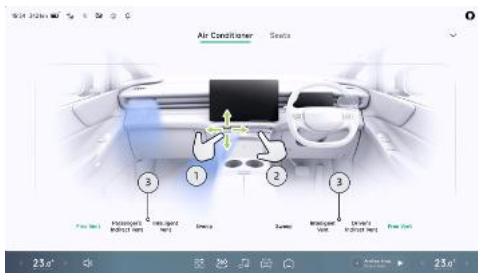 Air Conditioner Seats
3 3
1 2
Free Vent Passenger's Indirect Vent Intelligent Vent Sweep Sweep Intelligent Vent Driver's Indirect Vent Free Vent
23.0° 23.0°